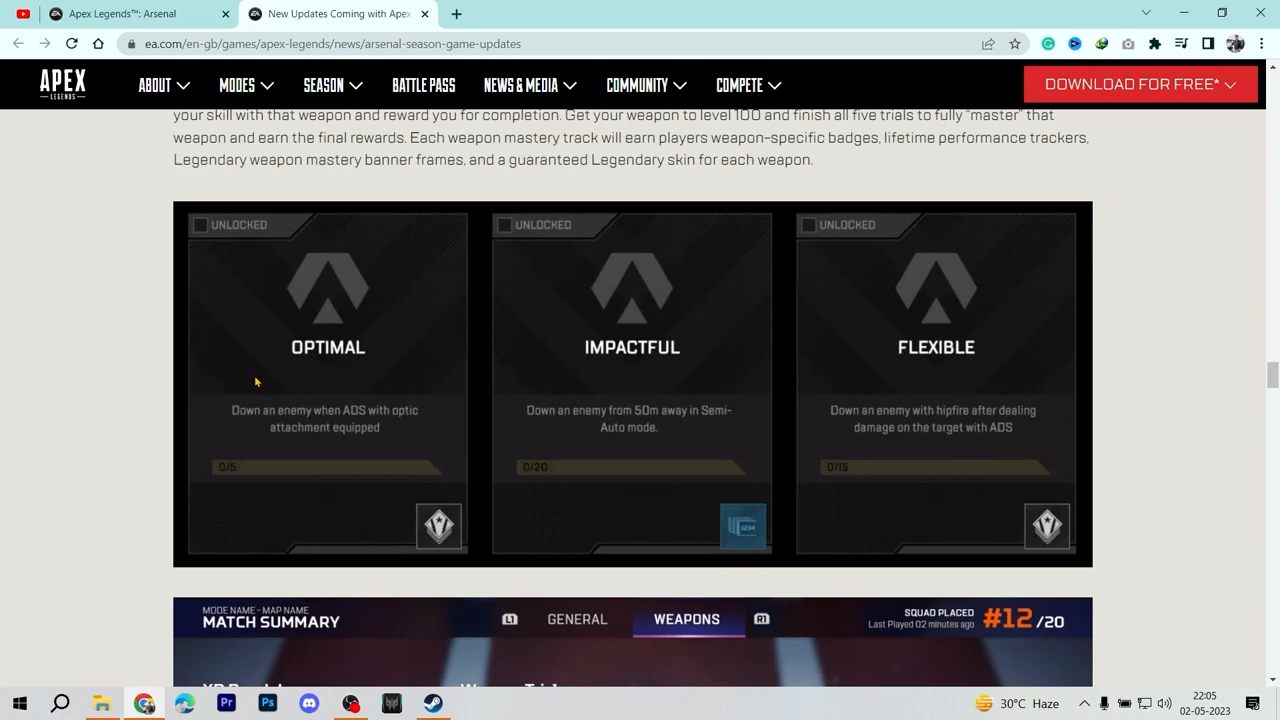 Apex Legends™: Arsenal
New Updates Coming with Apex
ea.com/en-gb/games/apex-legends/news/arsenal-season-game-updates
APEX
LEGENDS
ABOUT
MODES
SEASON
BATTLE PASS
NEWS & MEDIA
COMMUNITY
COMPETE
DOWNLOAD FOR FREE*
your skill with that weapon and reward you for completion. Get your weapon to level 100 and finish all five trials to fully “master” that
weapon and earn the final rewards. Each weapon mastery track will earn players weapon-specific badges, lifetime performance trackers,
Legendary weapon mastery banner frames, and a guaranteed Legendary skin for each weapon.
UNLOCKED
OPTIMAL
Down an enemy when ADS with optic
attachment equipped
0/5
UNLOCKED
IMPACTFUL
Down an enemy from 50m away in Semi-
Auto mode.
0/20
1234
UNLOCKED
FLEXIBLE
Down an enemy with hipfire after dealing
damage on the target with ADS
0/15
MODE NAME - MAP NAME
MATCH SUMMARY
L1
GENERAL
WEAPONS
R1
SQUAD PLACED
Last Played 02 minutes ago
#12/20
Pr
Ps
30°C Haze
22:05
02-05-2023